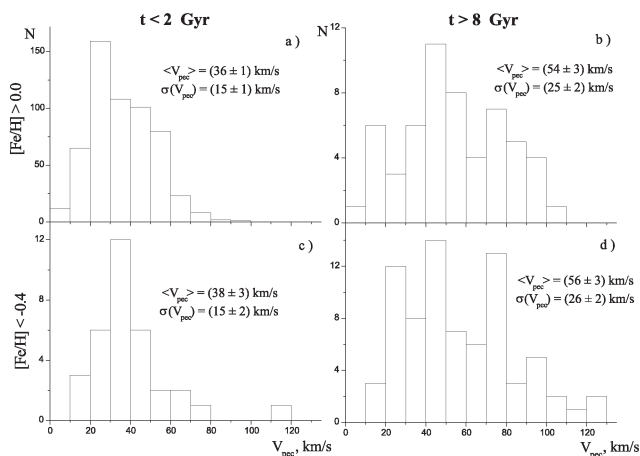 t < 2 Gyr
t > 8 Gyr
N
a )
<V_pec> = (36 ± 1) km/s
σ(V_pec) = (15 ± 1) km/s
150
100
50
0
[Fe/H] > 0.0
N
b )
<V_pec> = (54 ± 3) km/s
σ(V_pec) = (25 ± 2) km/s
12
8
4
0
c )
<V_pec> = (38 ± 3) km/s
σ(V_pec) = (15 ± 2) km/s
12
8
4
0
[Fe/H] < -0.4
0 20 40 60 80 100 120
V_pec, km/s
d )
<V_pec> = (56 ± 3) km/s
σ(V_pec) = (26 ± 2) km/s
12
8
4
0
0 20 40 60 80 100 120
V_pec, km/s